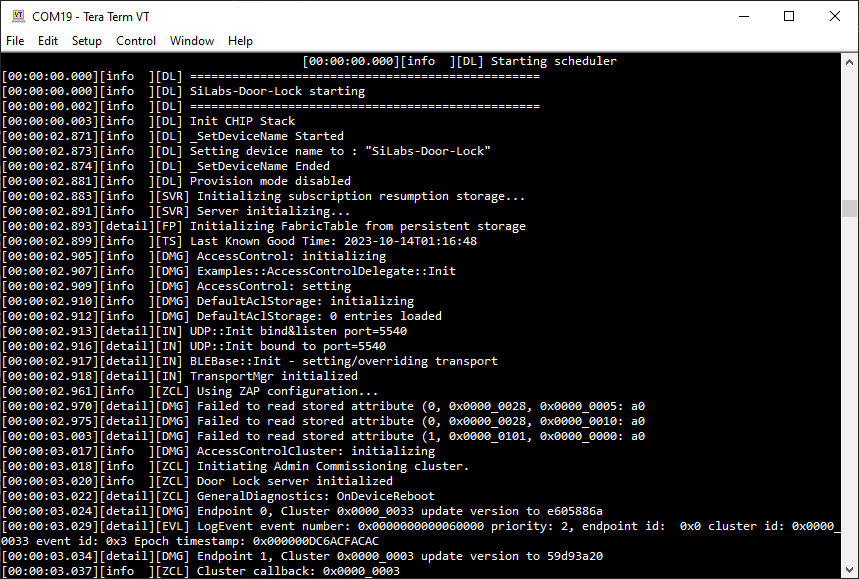 COM19 - Tera Term VT
File Edit Setup Control Window Help
[00:00:00.000][info  ][DL] Starting scheduler
[00:00:00.000][info  ][DL] ==================================================
[00:00:00.000][info  ][DL] SiLabs-Door-Lock starting
[00:00:00.002][info  ][DL] ==================================================
[00:00:00.003][info  ][DL] Init CHIP Stack
[00:00:02.871][info  ][DL] _SetDeviceName Started
[00:00:02.873][info  ][DL] Setting device name to : "SiLabs-Door-Lock"
[00:00:02.874][info  ][DL] _SetDeviceName Ended
[00:00:02.881][info  ][DL] Provision mode disabled
[00:00:02.883][info  ][SVR] Initializing subscription resumption storage...
[00:00:02.891][info  ][SVR] Server initializing...
[00:00:02.893][detail][FP] Initializing FabricTable from persistent storage
[00:00:02.899][info  ][TS] Last Known Good Time: 2023-10-14T01:16:48
[00:00:02.905][info  ][DMG] AccessControl: initializing
[00:00:02.907][info  ][DMG] Examples::AccessControlDelegate::Init
[00:00:02.909][info  ][DMG] AccessControl: setting
[00:00:02.910][info  ][DMG] DefaultAclStorage: initializing
[00:00:02.912][info  ][DMG] DefaultAclStorage: 0 entries loaded
[00:00:02.913][detail][IN] UDP::Init bind&listen port=5540
[00:00:02.916][detail][IN] UDP::Init bound to port=5540
[00:00:02.917][detail][IN] BLEBase::Init - setting/overriding transport
[00:00:02.918][detail][IN] TransportMgr initialized
[00:00:02.961][info  ][ZCL] Using ZAP configuration...
[00:00:02.970][detail][DMG] Failed to read stored attribute (0, 0x0000_0028, 0x0000_0005: a0
[00:00:02.975][detail][DMG] Failed to read stored attribute (0, 0x0000_0028, 0x0000_0010: a0
[00:00:03.003][detail][DMG] Failed to read stored attribute (1, 0x0000_0101, 0x0000_0000: a0
[00:00:03.017][info  ][DMG] AccessControlCluster: initializing
[00:00:03.018][info  ][ZCL] Initiating Admin Commissioning cluster.
[00:00:03.020][info  ][ZCL] Door Lock server initialized
[00:00:03.022][detail][ZCL] GeneralDiagnostics: OnDeviceReboot
[00:00:03.024][detail][DMG] Endpoint 0, Cluster 0x0000_0033 update version to e605886a
[00:00:03.029][detail][EVL] LogEvent event number: 0x0000000000060000 priority: 2, endpoint id:  0x0 cluster id: 0x0000_
0033 event id: 0x3 Epoch timestamp: 0x000000DC6ACFACAC
[00:00:03.034][detail][DMG] Endpoint 1, Cluster 0x0000_0003 update version to 59d93a20
[00:00:03.037][info  ][ZCL] Cluster callback: 0x0000_0003